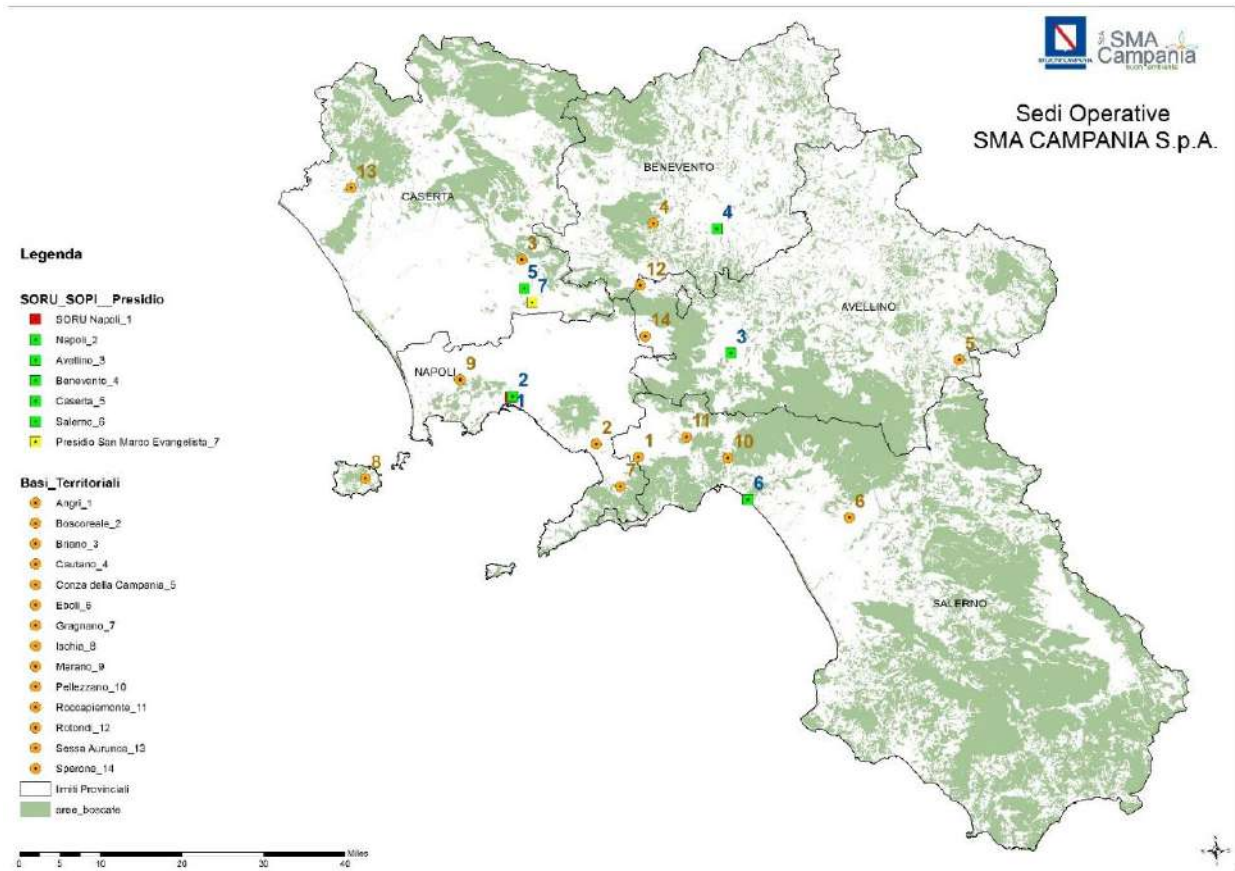 SMA
Campania
Sedi Operative
SMA CAMPANIA S.p.A.
BENEVENTO
13
CASERTA
4
4
3
12
5
7
AVELLINO
14
3
5
NAPOLI
9
2
1
11
2
1
10
8
7
6
6
SALERNO
Legenda
SORU_SOPI__Presidio
SORU Napoli_1
Napoli_2
Avellino_3
Benevento_4
Caserta_5
Salerno_6
Presidio San Marco Evangelista_7
Basi_Territoriali
Angri_1
Boscoreale_2
Briano_3
Cautano_4
Conza della Campania_5
Eboli_6
Gragnano_7
Ischia_8
Marano_9
Pellezzano_10
Roccapiemonte_11
Rotondi_12
Sessa Aurunca_13
Sperone_14
limiti Provinciali
aree_boscate
Miles
0 5 10 20 30 40